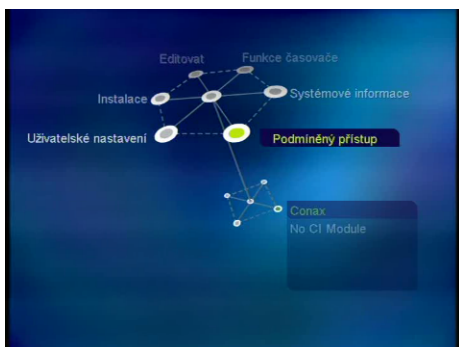 Editovat
Funkce časovače
Instalace
Systémové informace
Uživatelské nastavení
Podmíněný přístup
Conax
No CI Module